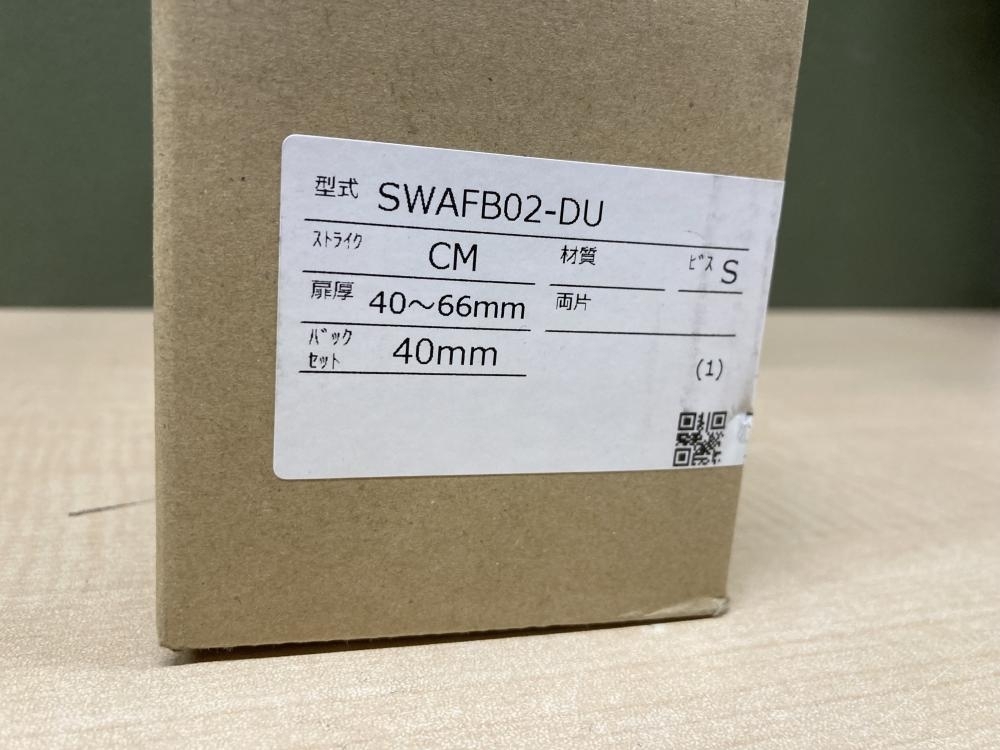 型式 SWAFB02-DU
ｽﾄﾗｲｸ CM 材質 ﾋﾞｽ S
扉厚 40～66mm 両片
ﾊﾞｯｸ
ｾｯﾄ 40mm
(1)